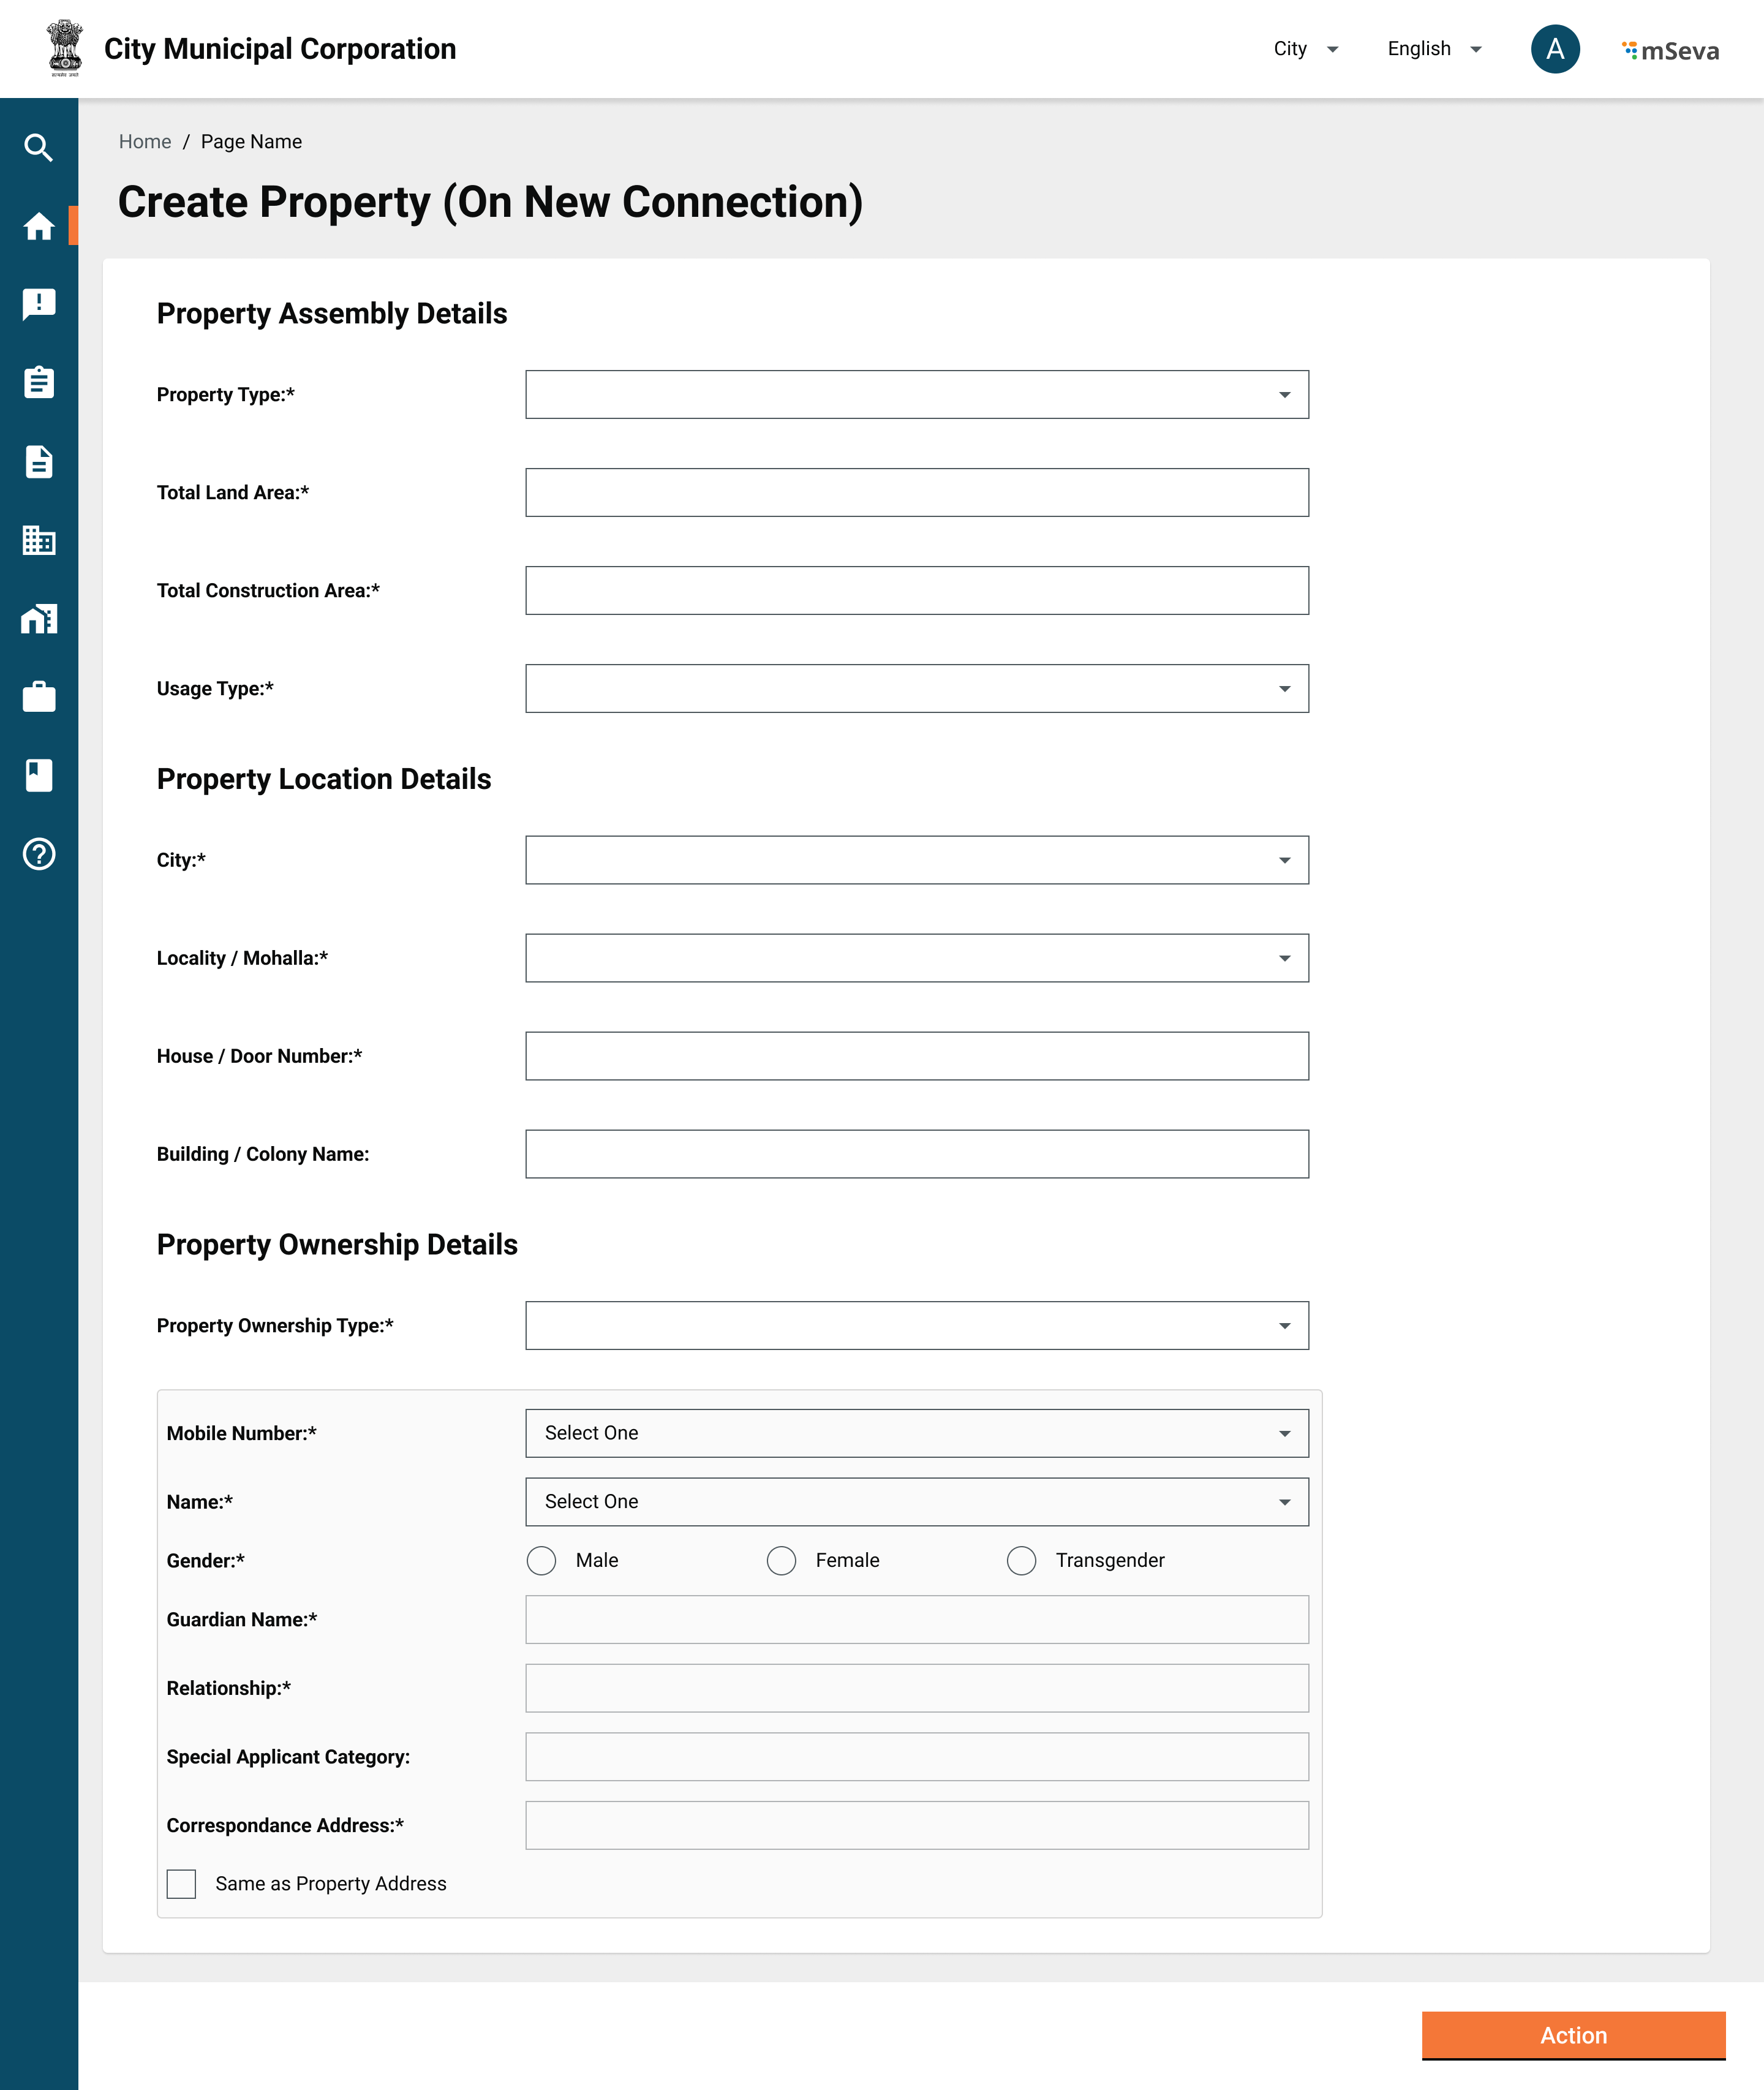 City Municipal Corporation
City
English
A
mSeva
Home / Page Name
Create Property (On New Connection)
Property Assembly Details
Property Type:*
Total Land Area:*
Total Construction Area:*
Usage Type:*
Property Location Details
City:*
Locality / Mohalla:*
House / Door Number:*
Building / Colony Name:
Property Ownership Details
Property Ownership Type:*
Mobile Number:* Select One
Name:* Select One
Gender:* Male Female Transgender
Guardian Name:*
Relationship:*
Special Applicant Category:
Correspondance Address:*
Same as Property Address
Action